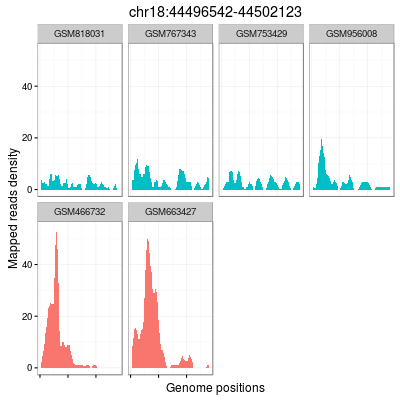 chr18:44496542-44502123
GSM818031 GSM767343 GSM753429 GSM956008
40
20
0
GSM466732 GSM663427
40
20
0
Mapped reads density
Genome positions